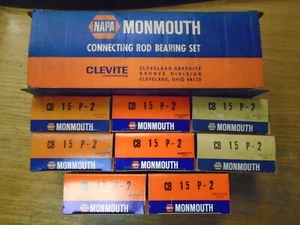 NAPA MONMOUTH
CONNECTING ROD BEARING SET
CLEVITE
CLEVELAND GRAPHITE
BRONZE DIVISION
CLEVELAND, OHIO 44110
CB 15 P-2
CB 15 P-2
CB 15 P-2
MONMOUTH
MONMOUTH
MONMOUTH
CB 15 P-2
CB 15 P-2
CB 15 P-2
MONMOUTH
MONMOUTH
MONMOUTH
CB 15 P-2
CB 15 P-2
MONMOUTH
MONMOUTH